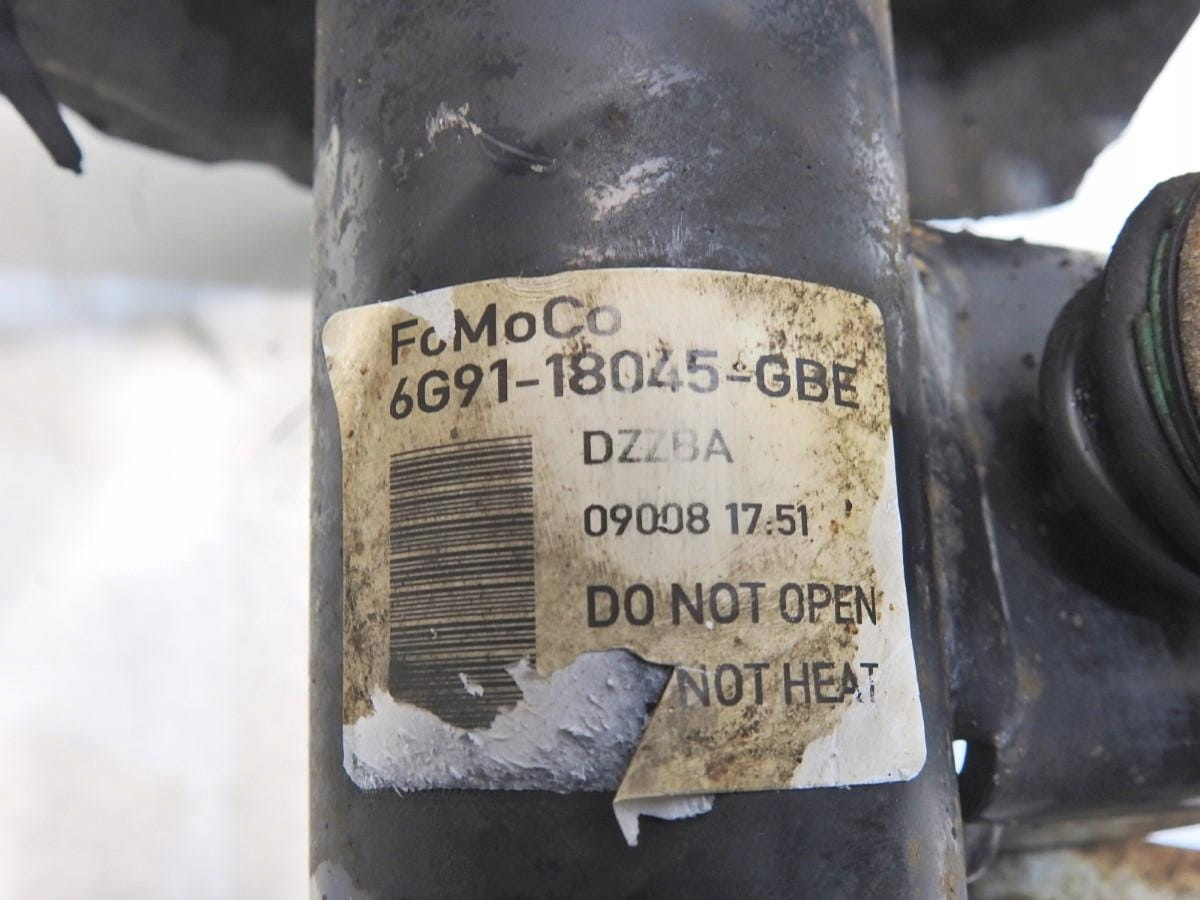 FoMoCo
6G91-18045-GBE
DZZBA
09008 17:51
DO NOT OPEN
NOT HEAT